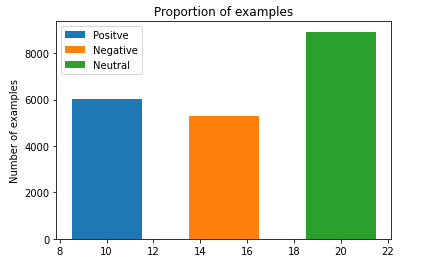 Proportion of examples
Positve
Negative
Neutral
Number of examples
8000
6000
4000
2000
0
8 10 12 14 16 18 20 22